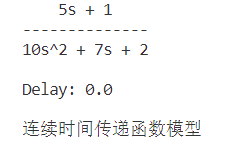 5s + 1
--------------
10s^2 + 7s + 2
Delay: 0.0
连续时间传递函数模型